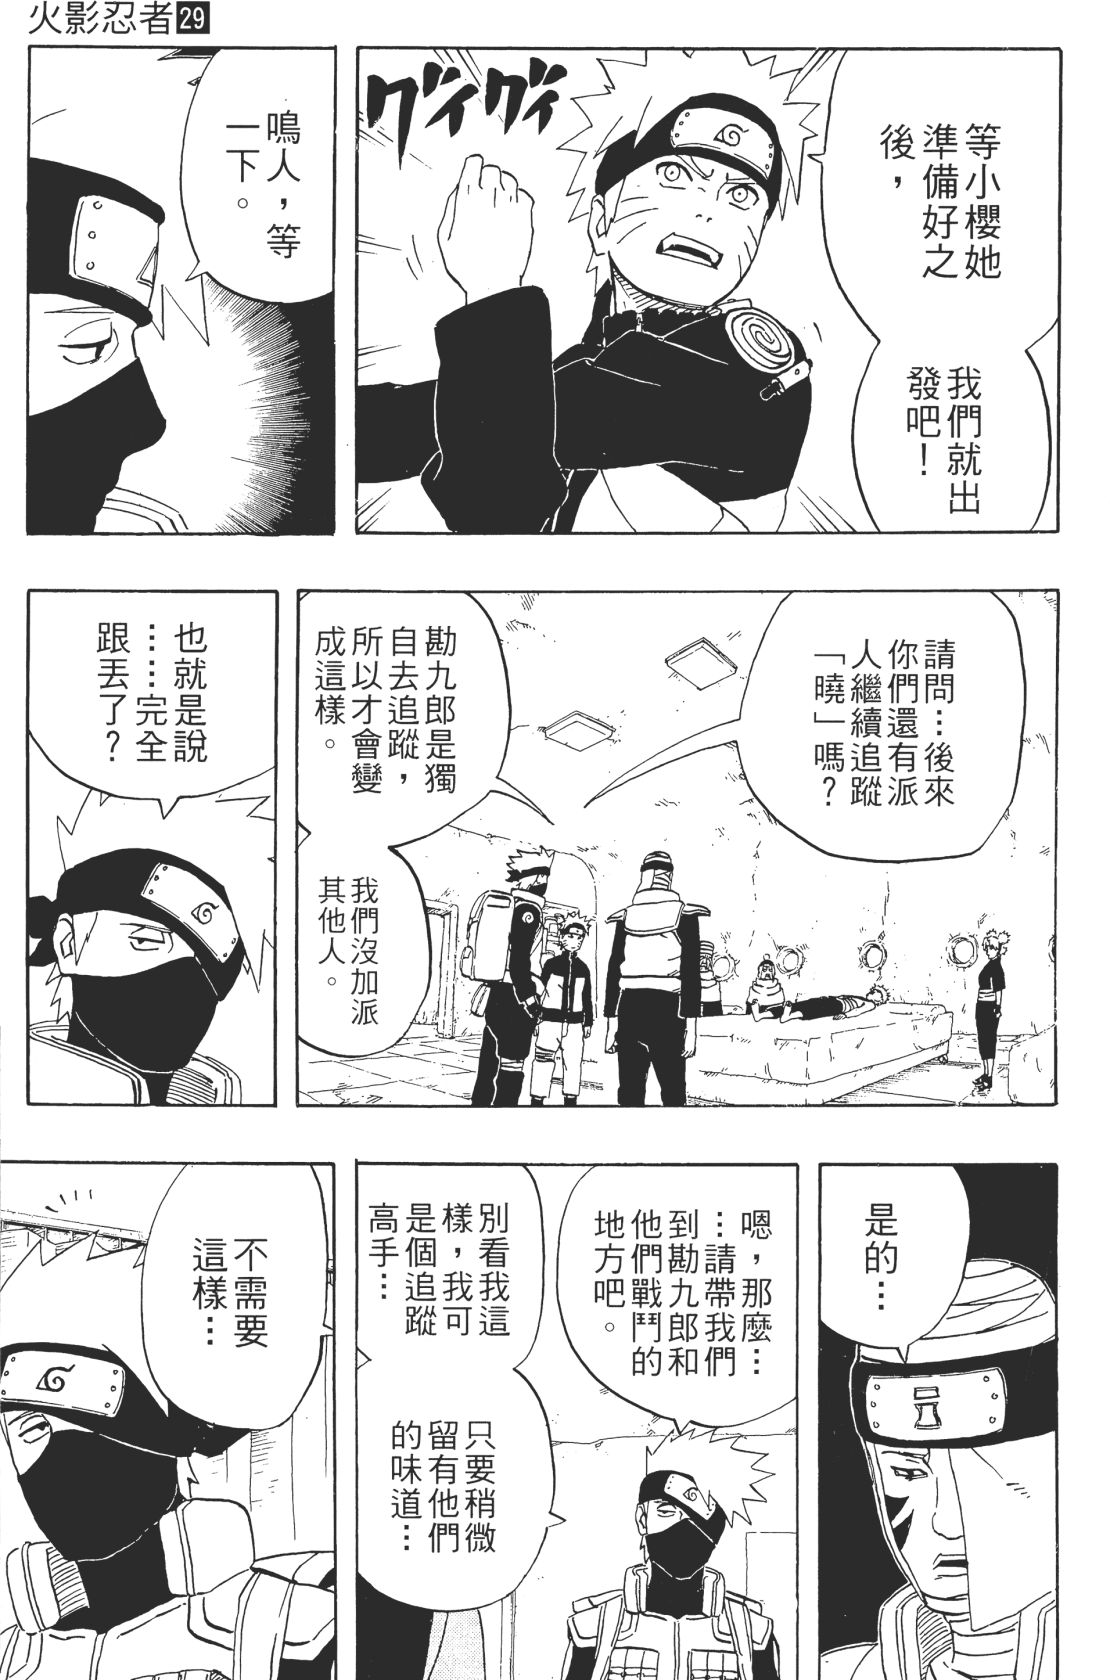 火影忍者29
等小櫻她
準備好之
後，
我們就出
發吧！
グイグイ
鳴人，等
一下。
請問…後來
你們還有派
人繼續追蹤
「曉」嗎？
勘九郎是獨
自去追蹤，
所以才會變
成這樣。
我們沒加派
其他人。
也就是說
……完全
跟丟了？
是的…
嗯，那麼…
…請帶我們
到勘九郎和
他們戰鬥的
地方吧。
別看我這
樣，我可
是個追蹤
高手…
只要稍微
留有他們
的味道…
不需要
這樣…